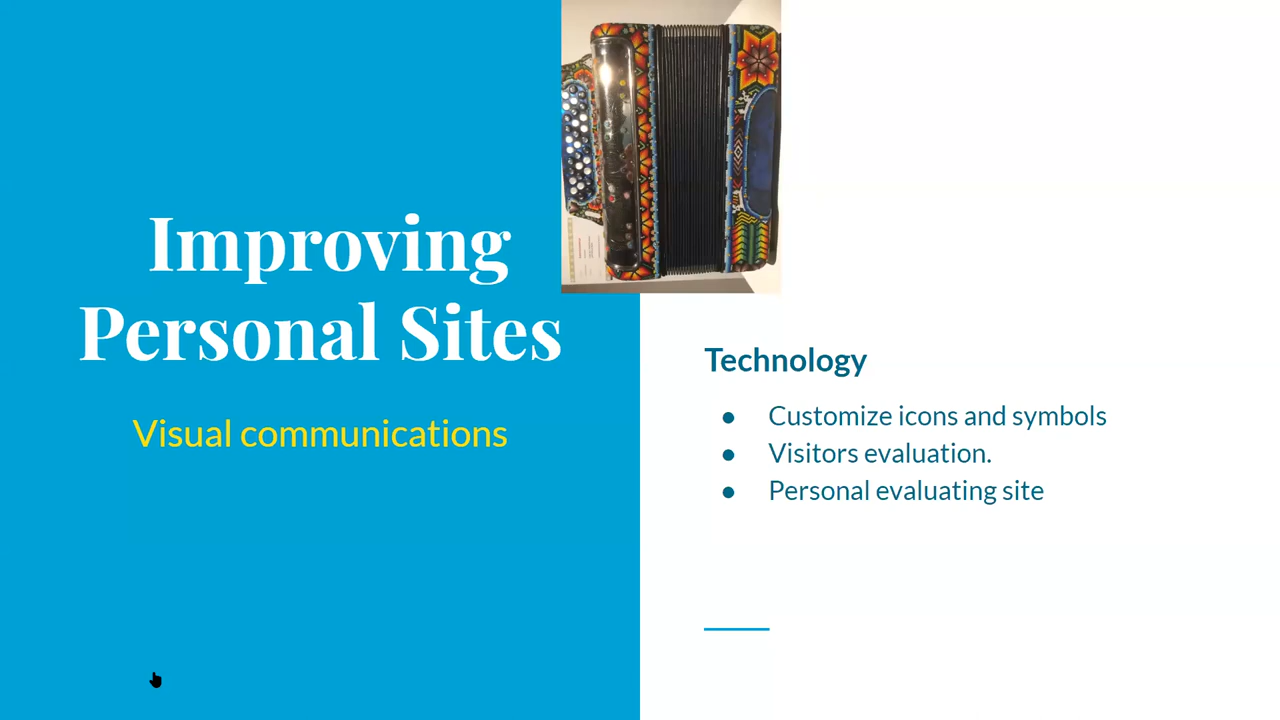 Improving
Personal Sites
Visual communications
Technology
● Customize icons and symbols
● Visitors evaluation.
● Personal evaluating site